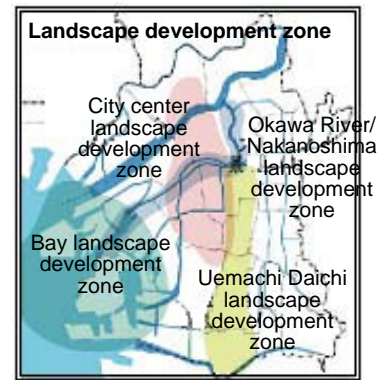 Landscape development zone
City center
landscape
development
zone
Okawa River/
Nakanoshima
landscape
development
zone
Bay landscape
development
zone
Uemachi Daichi
landscape
development
zone